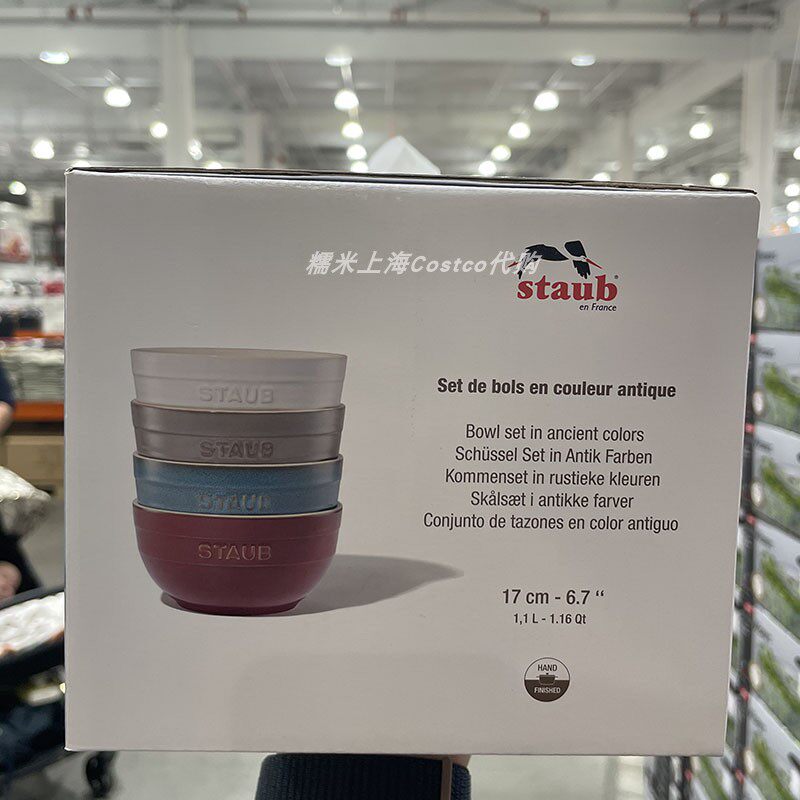 糯米上海Costco代购
staub
en France
Set de bols en couleur antique
Bowl set in ancient colors
Schüssel Set in Antik Farben
Kommenset in rustieke kleuren
Skålsæt i antikke farver
Conjunto de tazones en color antiguo
17 cm - 6.7 “
1,1 L - 1.16 Qt
HAND
FINISHED
STAUB
STAUB
STAUB
STAUB